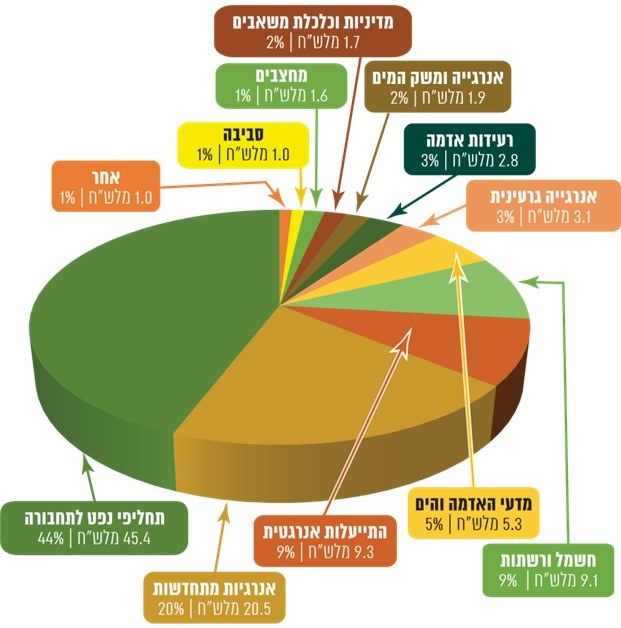 מדיניות וכלכלת משאבים
1.7 מלש"ח | 2%
מחצבים
1.6 מלש"ח | 1%
אנרגייה ומשק המים
1.9 מלש"ח | 2%
סביבה
1.0 מלש"ח | 1%
רעידות אדמה
2.8 מלש"ח | 3%
אחר
1.0 מלש"ח | 1%
אנרגייה גרעינית
3.1 מלש"ח | 3%
תחליפי נפט לתחבורה
45.4 מלש"ח | 44%
מדעי האדמה והים
5.3 מלש"ח | 5%
התייעלות אנרגטית
9.3 מלש"ח | 9%
חשמל ורשתות
9.1 מלש"ח | 9%
אנרגיות מתחדשות
20.5 מלש"ח | 20%